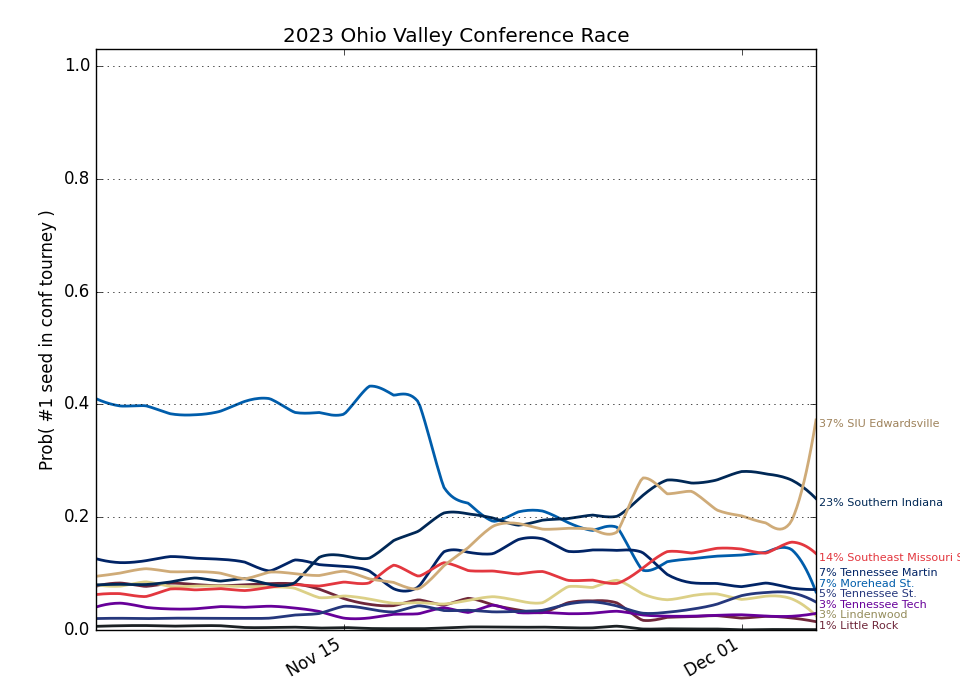 2023 Ohio Valley Conference Race
Prob( #1 seed in conf tourney )
1.0
0.8
0.6
0.4
0.2
0.0
Nov 15
Dec 01
37% SIU Edwardsville
23% Southern Indiana
14% Southeast Missouri S
7% Tennessee Martin
7% Morehead St.
5% Tennessee St.
3% Tennessee Tech
3% Lindenwood
1% Little Rock